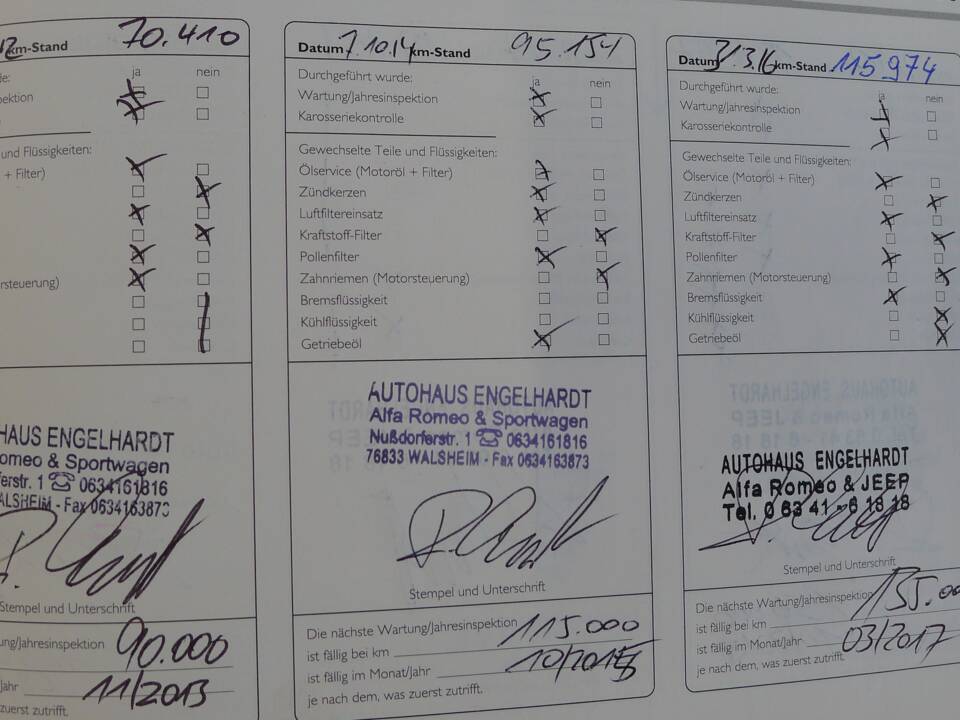 km-Stand 70.410
ja nein
ektion
und Flüssigkeiten:
+ Filter)
rsteuerung)
HAUS ENGELHARDT
omeo & Sportwagen
erstr. 1 ☎ 0634161816
ALSHEIM - Fax 0634163873
Stempel und Unterschrift
ung/Jahresinspektion
90.000
jahr 11/2013
zuerst zutrifft.
Datum 7.10.14 km-Stand 95.154
Durchgeführt wurde: ja nein
Wartung/Jahresinspektion
Karosseriekontrolle
Gewechselte Teile und Flüssigkeiten:
Ölservice (Motoröl + Filter)
Zündkerzen
Luftfiltereinsatz
Kraftstoff-Filter
Pollenfilter
Zahnriemen (Motorsteuerung)
Bremsflüssigkeit
Kühlflüssigkeit
Getriebeöl
AUTOHAUS ENGELHARDT
Alfa Romeo & Sportwagen
Nußdorferstr. 1 ☎ 0634161816
76833 WALSHEIM - Fax 0634163873
Stempel und Unterschrift
Die nächste Wartung/Jahresinspektion
ist fällig bei km 115.000
ist fällig im Monat/Jahr 10/2015
je nach dem, was zuerst zutrifft.
Datum 31.3.16 km-Stand 115974
Durchgeführt wurde: ja nein
Wartung/Jahresinspektion
Karosseriekontrolle
Gewechselte Teile und Flüssigkeiten:
Ölservice (Motoröl + Filter)
Zündkerzen
Luftfiltereinsatz
Kraftstoff-Filter
Pollenfilter
Zahnriemen (Motorsteuerung)
Bremsflüssigkeit
Kühlflüssigkeit
Getriebeöl
AUTOHAUS ENGELHARDT
Alfa Romeo & JEEP
Tel. 0 63 41 - 6 18 18
Stempel und Unterschrift
Die nächste Wartung/Jahresinspektion
ist fällig bei km 135.00
ist fällig im Monat/Jahr 03/2017
je nach dem, was zuerst zutrifft.